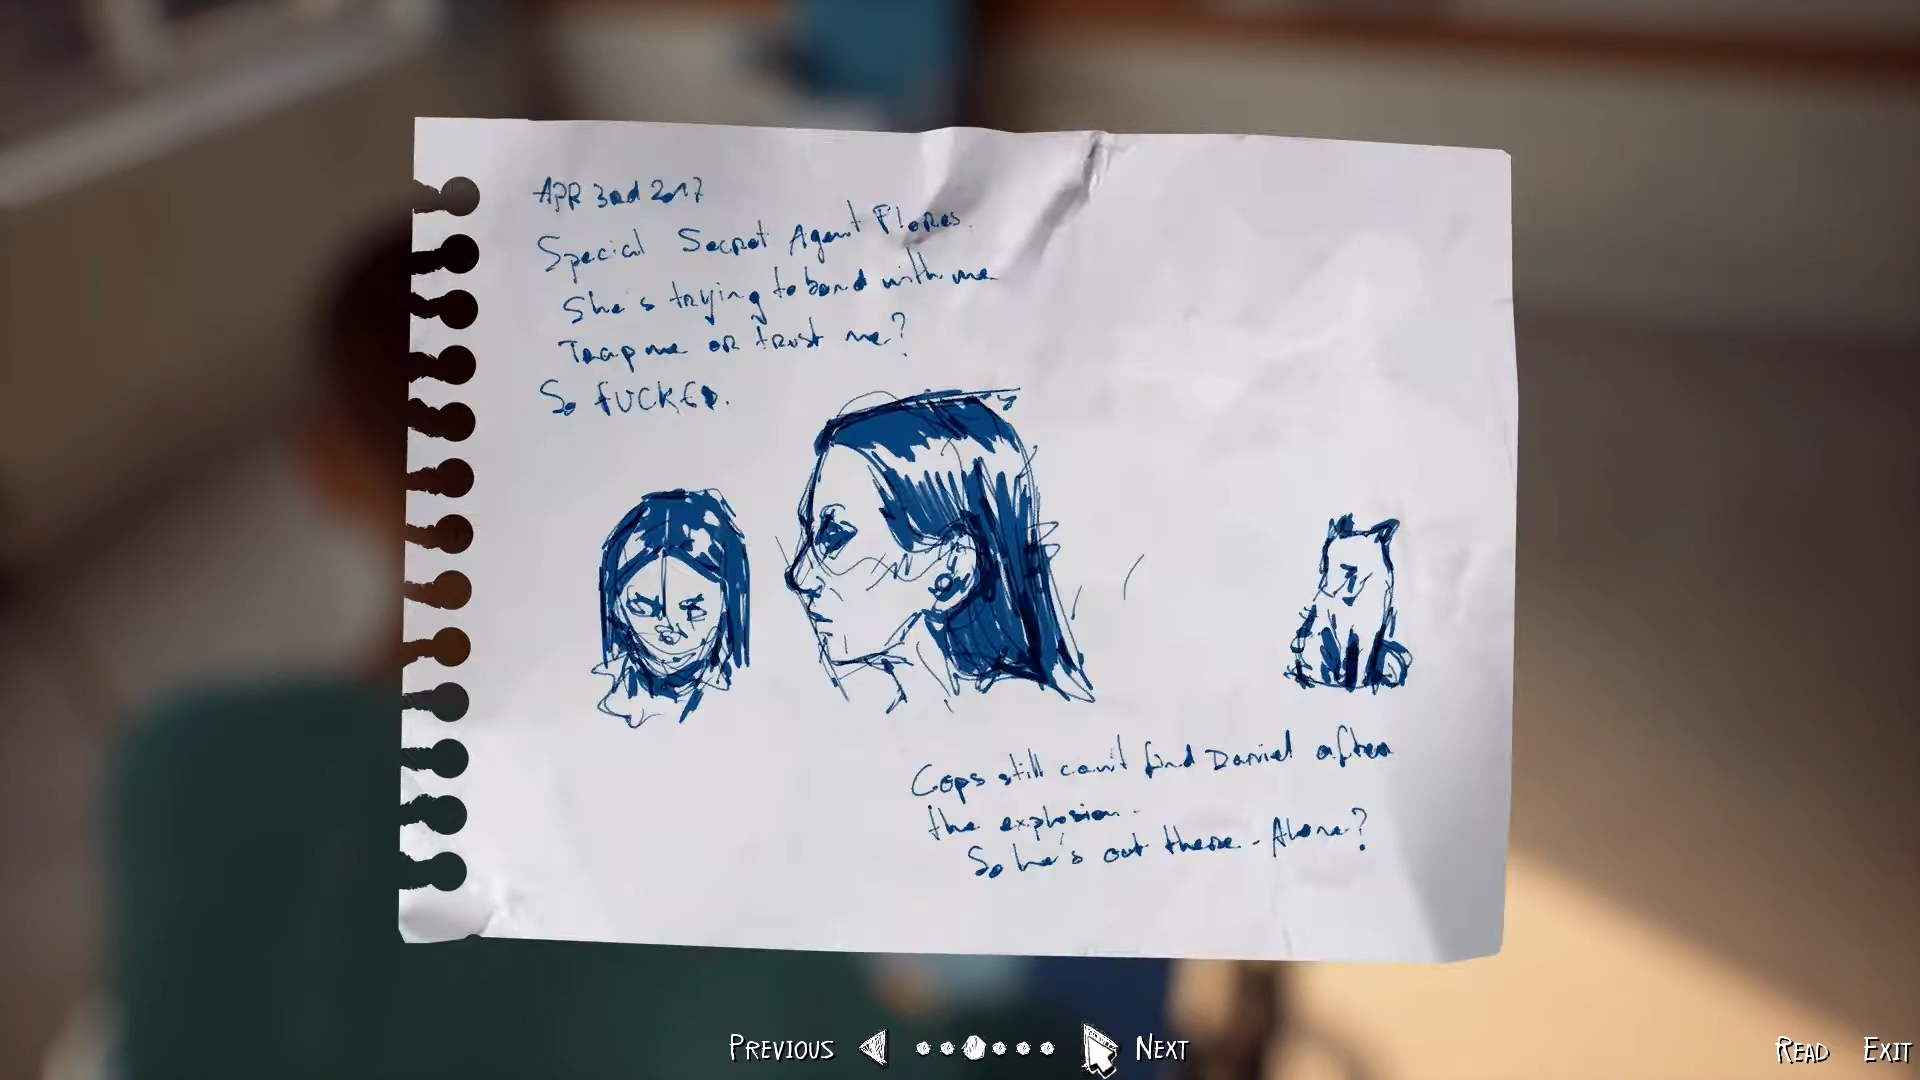 APR 3rd 2017
Special Secret Agent Flores.
She's trying to bond with me
Trap me or trust me?
So fUCKED.
Cops still can't find Daniel after
the explosion.
So he's out there. Alone?
PREVIOUS
NEXT
READ
EXIT